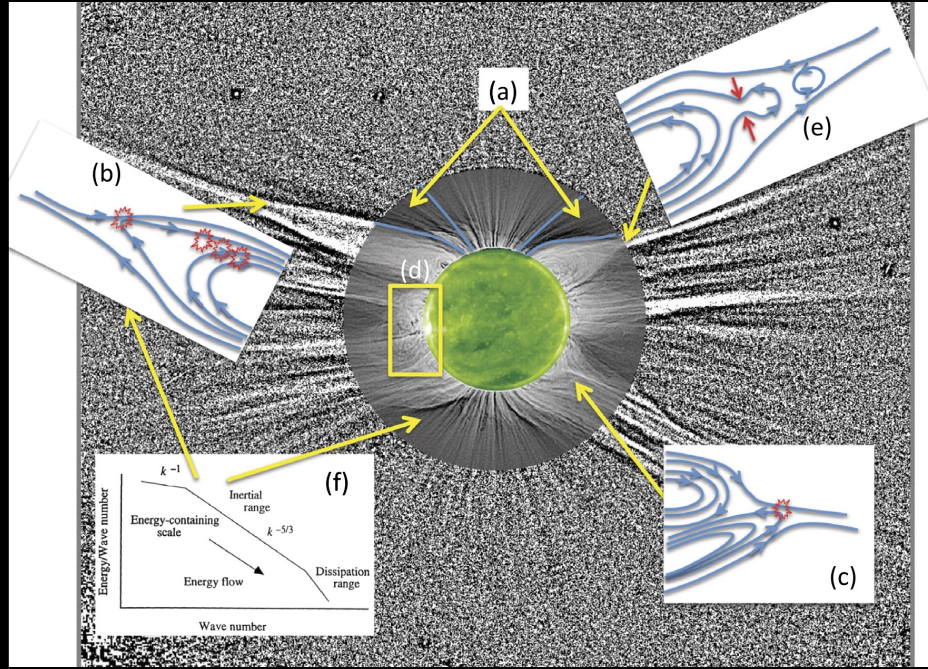 (a)
(b)
(e)
(d)
(c)
(f)
k −1
Inertial
range
k −5/3
Energy-containing
scale
Energy flow
Dissipation
range
Energy/Wave number
Wave number